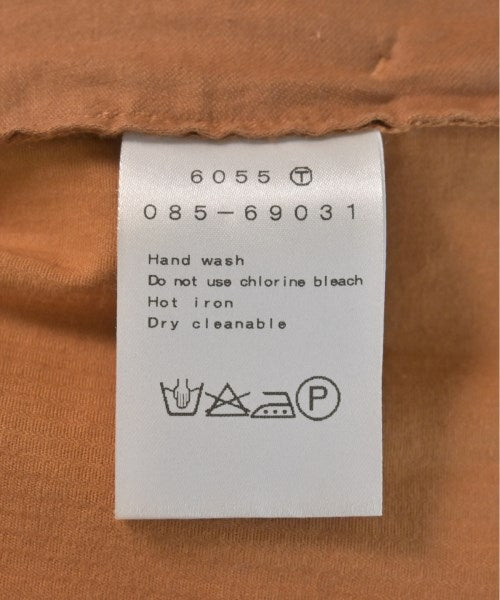 6055 Ⓣ
085-69031
Hand wash
Do not use chlorine bleach
Hot iron
Dry cleanable
P